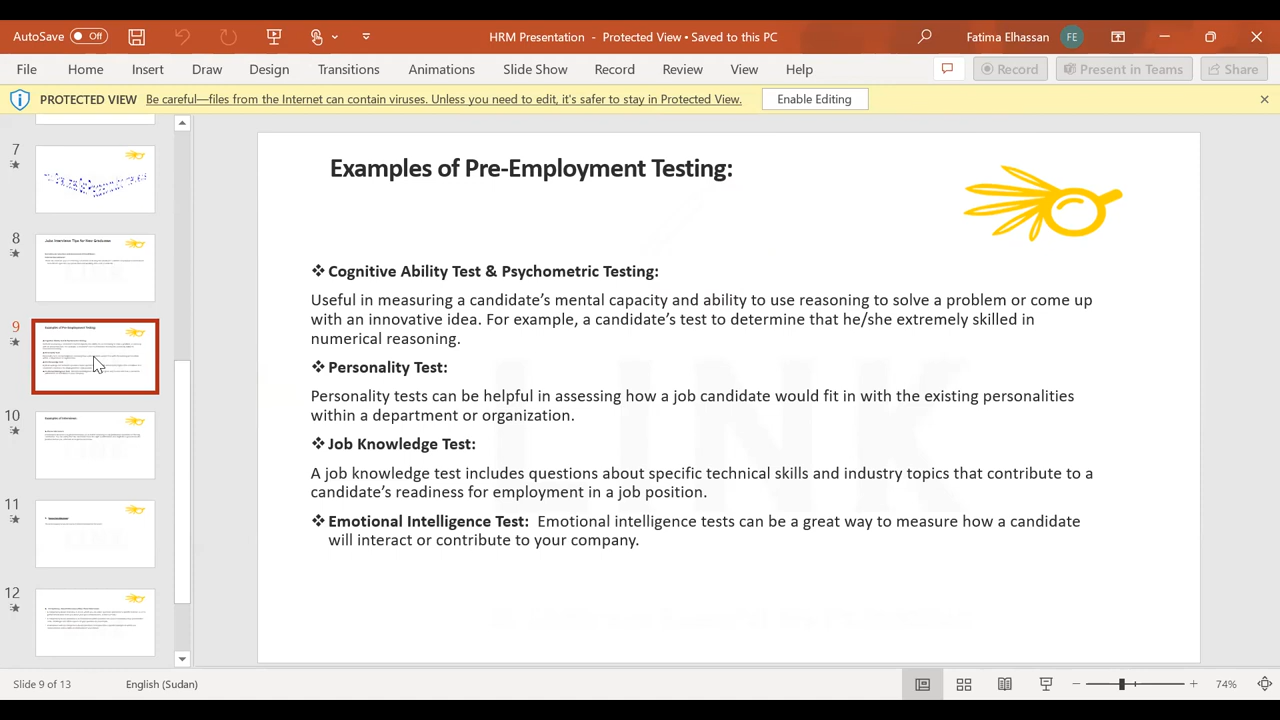 AutoSave Off
HRM Presentation - Protected View • Saved to this PC
Fatima Elhassan FE
File Home Insert Draw Design Transitions Animations Slide Show Record Review View Help
Record Present in Teams Share
PROTECTED VIEW Be careful—files from the Internet can contain viruses. Unless you need to edit, it's safer to stay in Protected View. Enable Editing
7
8
9
10
11
12
Examples of Pre-Employment Testing:
❖Cognitive Ability Test & Psychometric Testing:
Useful in measuring a candidate's mental capacity and ability to use reasoning to solve a problem or come up
with an innovative idea. For example, a candidate's test to determine that he/she extremely skilled in
numerical reasoning.
❖Personality Test:
Personality tests can be helpful in assessing how a job candidate would fit in with the existing personalities
within a department or organization.
❖Job Knowledge Test:
A job knowledge test includes questions about specific technical skills and industry topics that contribute to a
candidate's readiness for employment in a job position.
❖Emotional Intelligence Test: Emotional intelligence tests can be a great way to measure how a candidate
will interact or contribute to your company.
LINK
Slide 9 of 13 English (Sudan) 74%